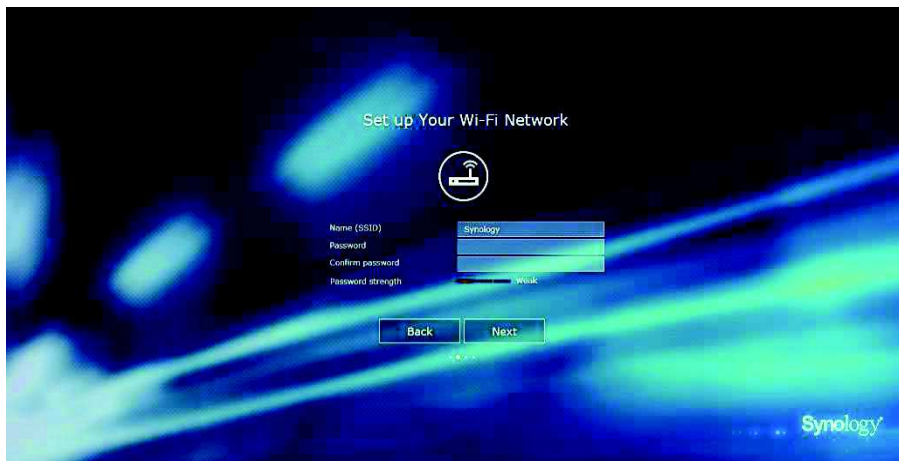 Set up Your Wi-Fi Network
Name (SSID) Synology
Password
Confirm password
Password strength Weak
Back Next
Synology